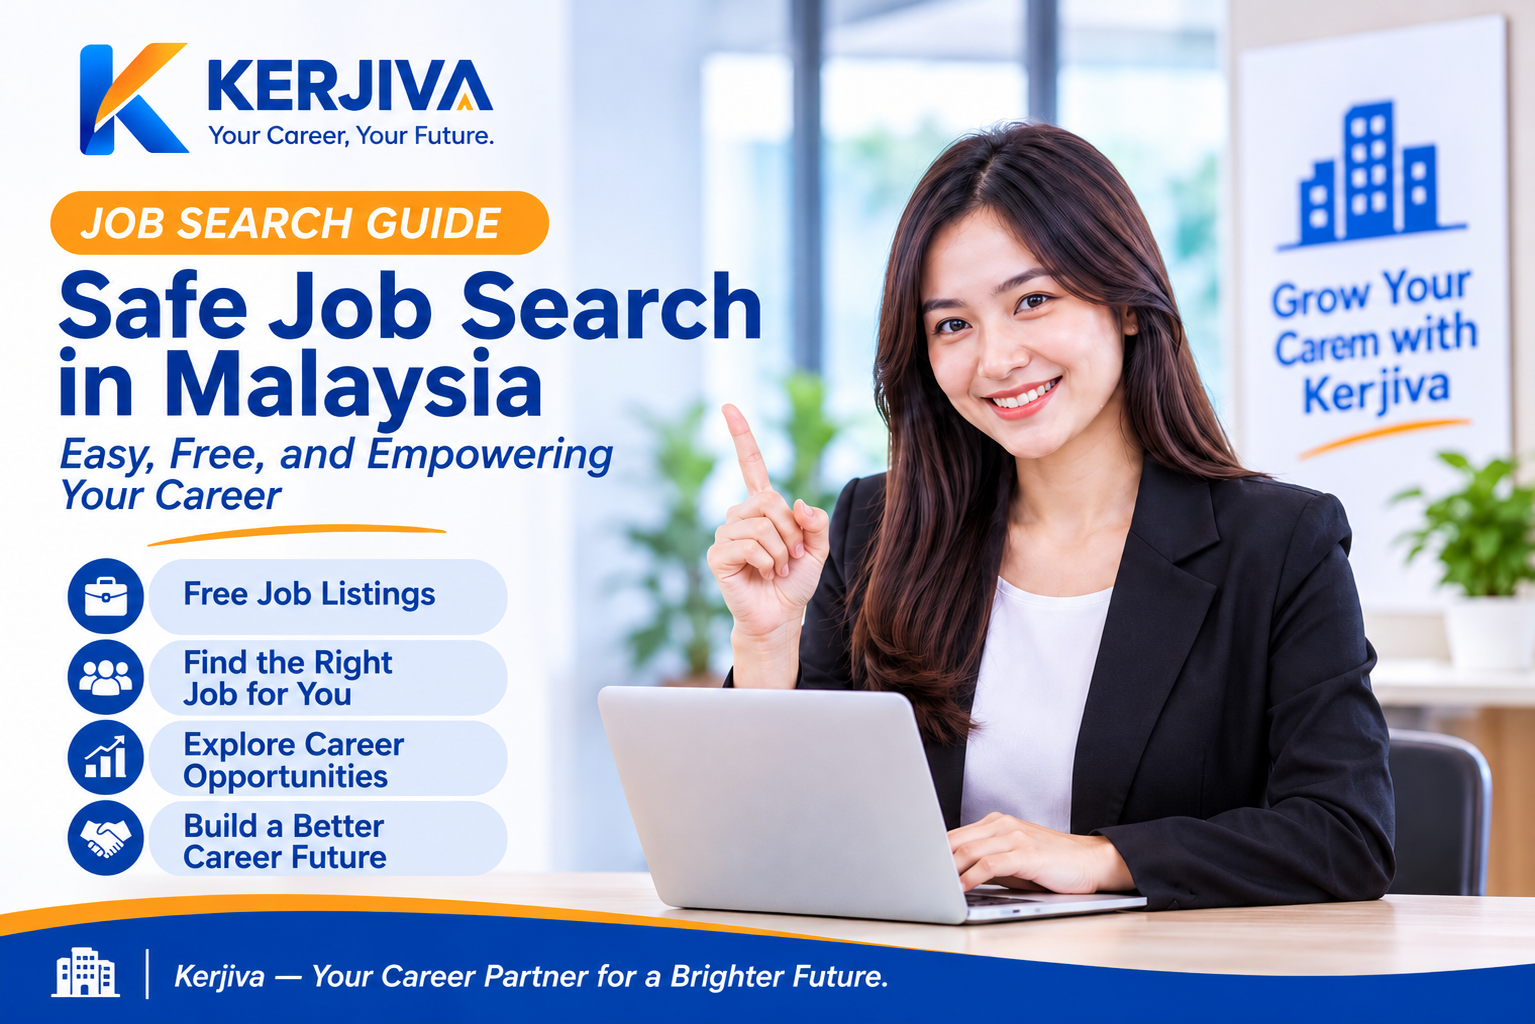 KERJIVA
Your Career, Your Future.
JOB SEARCH GUIDE
Safe Job Search
in Malaysia
Easy, Free, and Empowering
Your Career
Free Job Listings
Find the Right
Job for You
Explore Career
Opportunities
Build a Better
Career Future
Grow Your
Carem with
Kerjiva
Kerjiva — Your Career Partner for a Brighter Future.